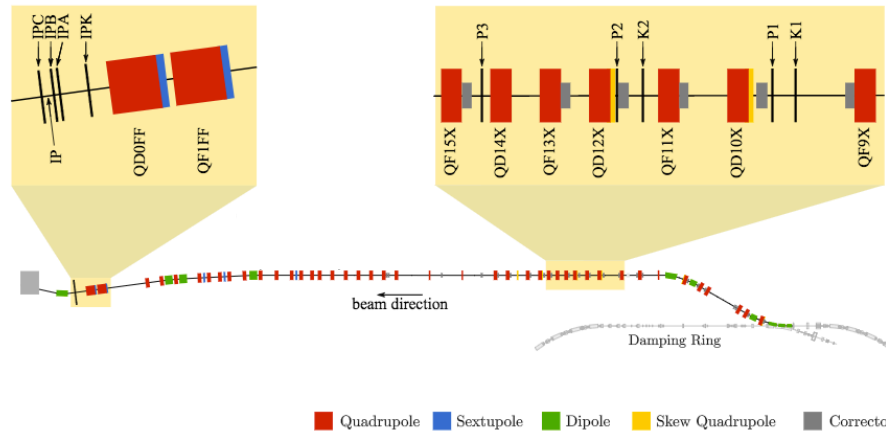 IPC
IPB
IPA
IPK
IP
QD0FF
QF1FF
P3
P2
K2
P1
K1
QF15X
QD14X
QF13X
QD12X
QF11X
QD10X
QF9X
beam direction
Damping Ring
Quadrupole Sextupole Dipole Skew Quadrupole Correcto